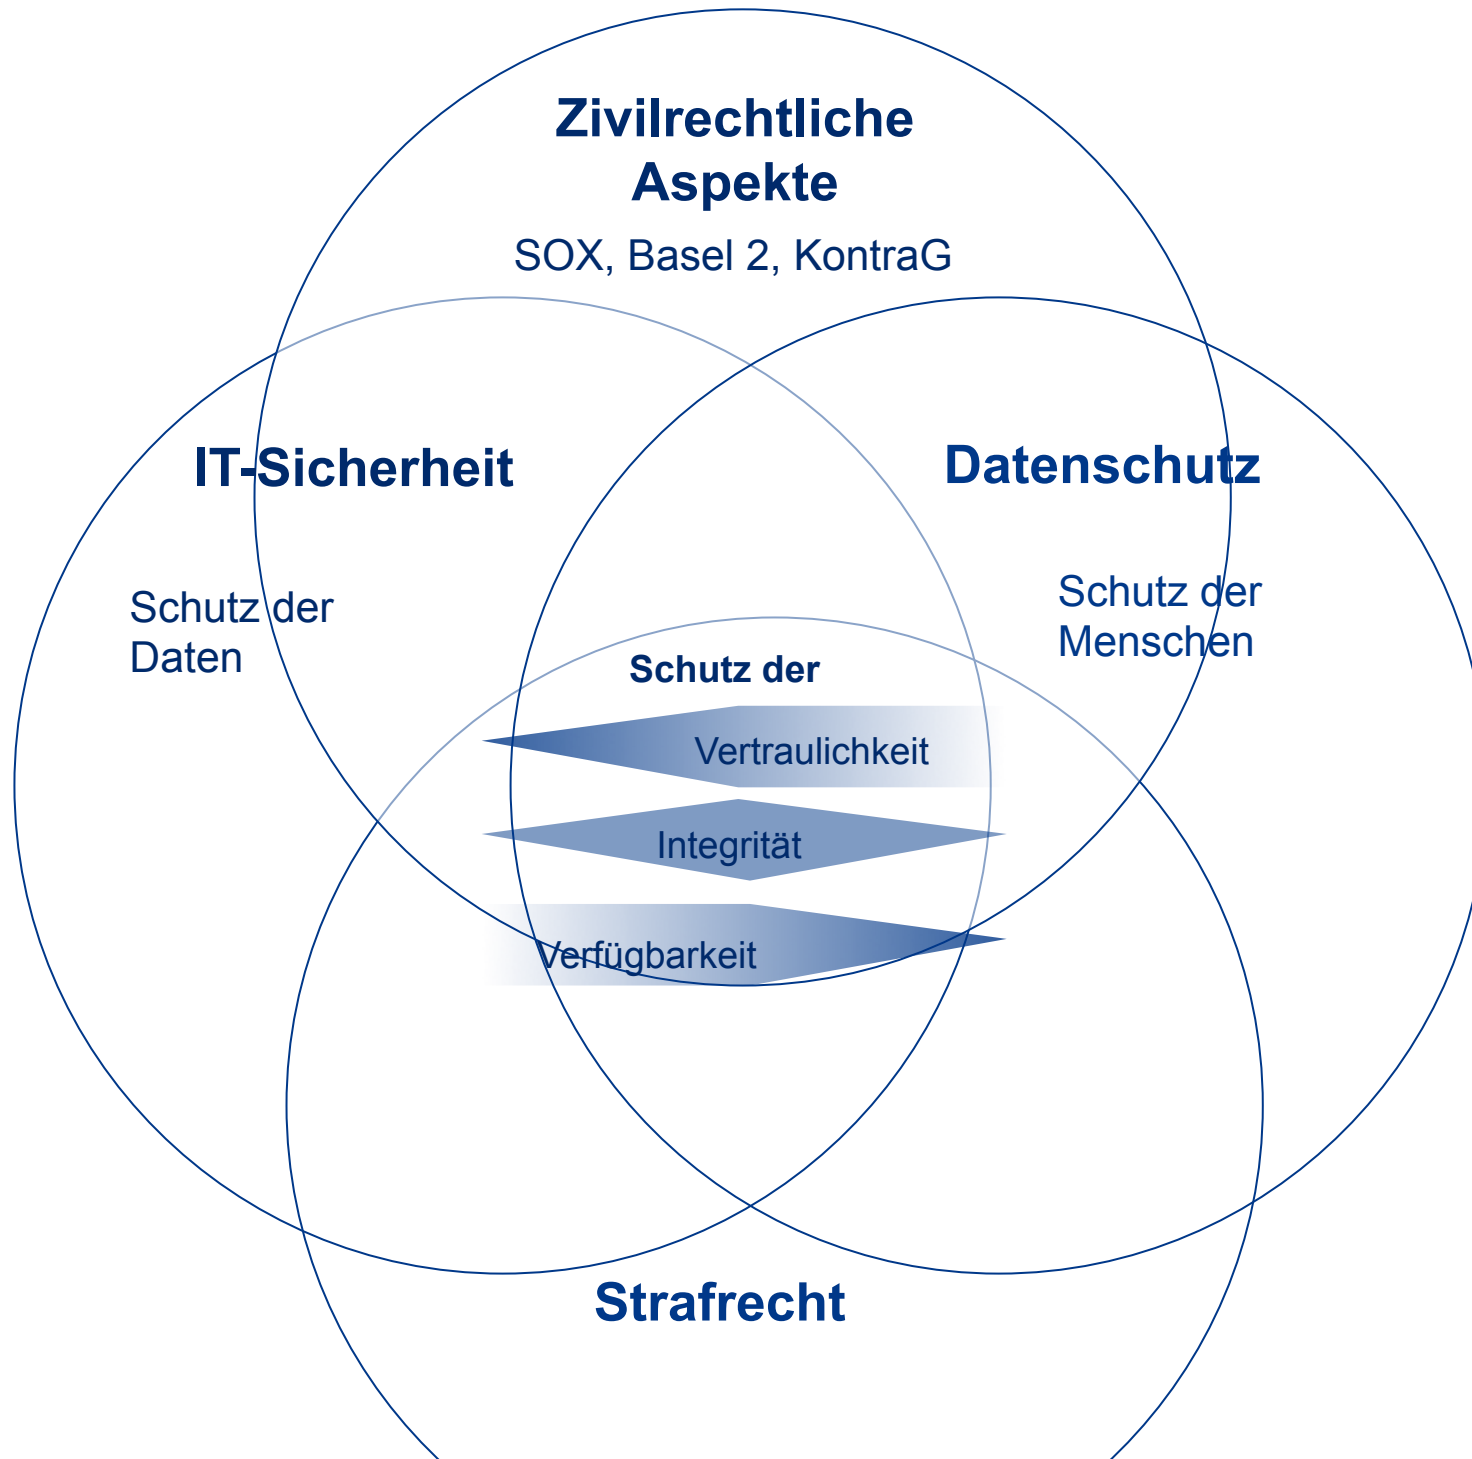 Zivilrechtliche
Aspekte
SOX, Basel 2, KontraG
IT-Sicherheit
Datenschutz
Schutz der
Daten
Schutz der
Menschen
Schutz der
Vertraulichkeit
Integrität
Verfügbarkeit
Strafrecht